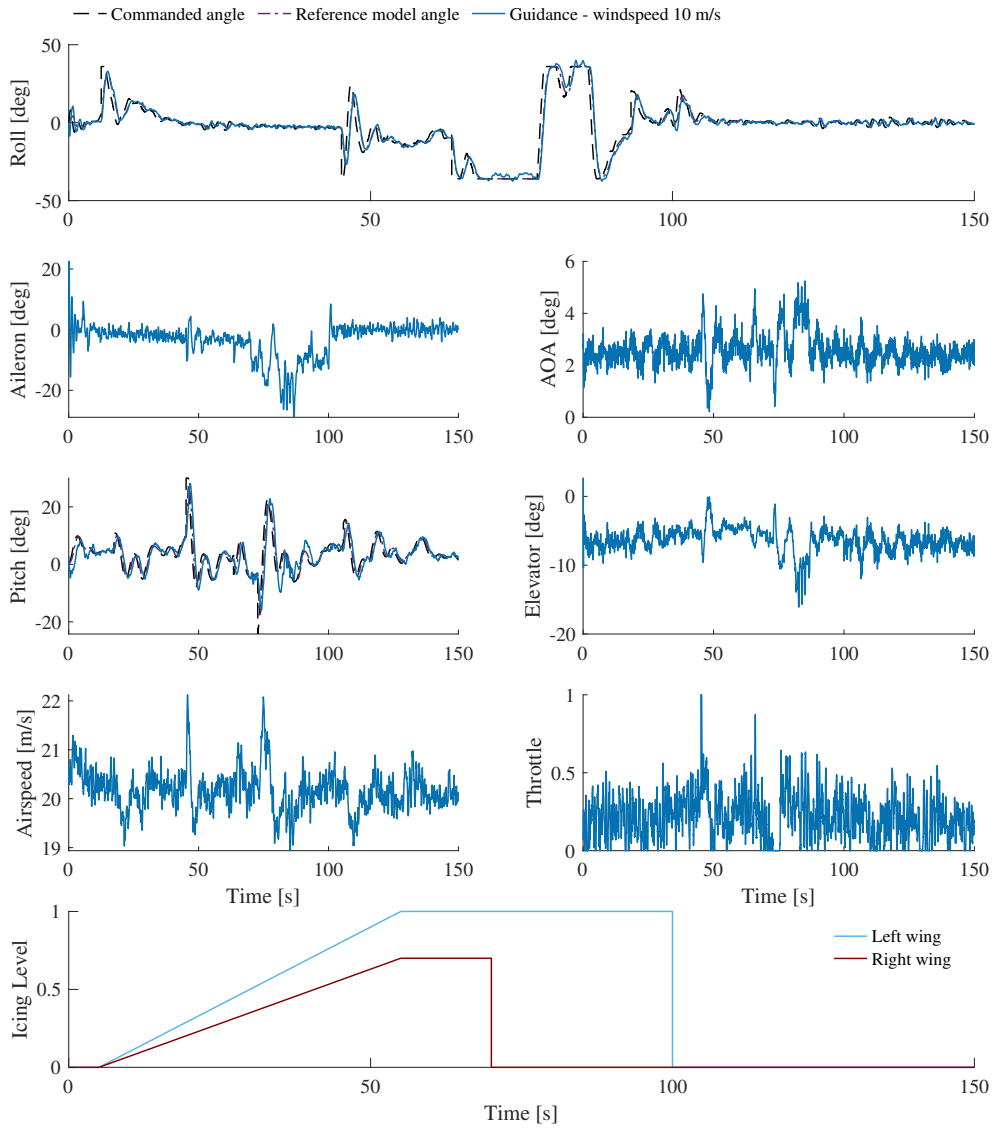 Commanded angle Reference model angle Guidance - windspeed 10 m/s
50
0
-50
Roll [deg]
0 50 100 150
20
0
-20
Aileron [deg]
0 50 100 150
6
4
2
0
AOA [deg]
0 50 100 150
20
0
-20
Pitch [deg]
0 50 100 150
0
-10
-20
Elevator [deg]
0 50 100 150
22
21
20
19
Airspeed [m/s]
0 50 100 150
Time [s]
1
0.5
0
Throttle
0 50 100 150
Time [s]
1
0.5
0
Icing Level
Left wing
Right wing
0 50 100 150
Time [s]